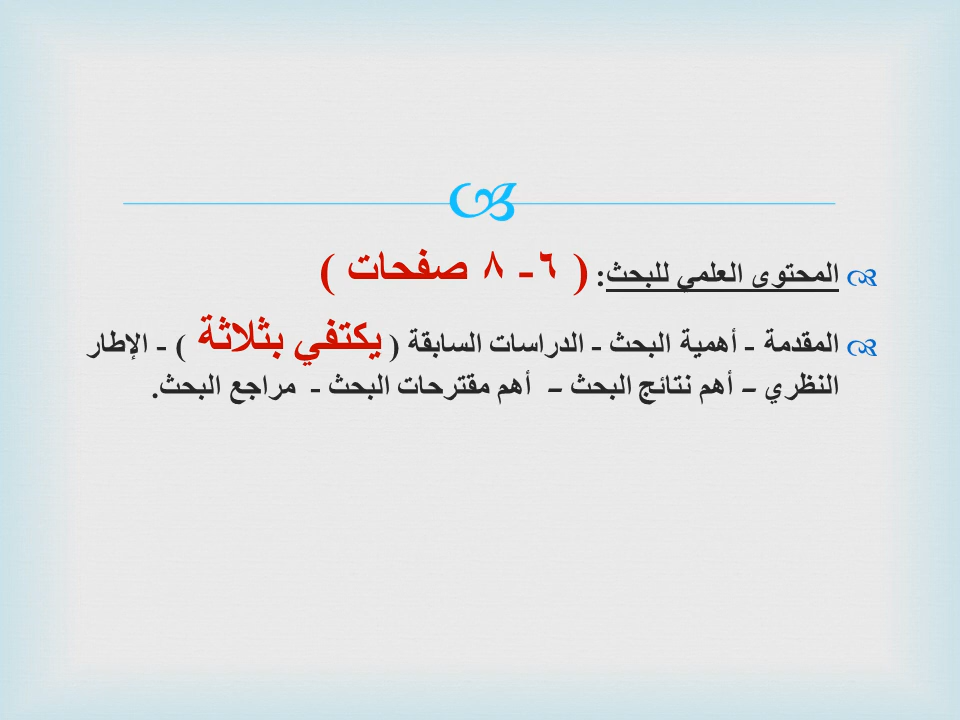 المحتوى العلمي للبحث: ( ٦- ٨ صفحات )
المقدمة - أهمية البحث - الدراسات السابقة ( يكتفي بثلاثة ) - الإطار
النظري – أهم نتائج البحث – أهم مقترحات البحث - مراجع البحث.